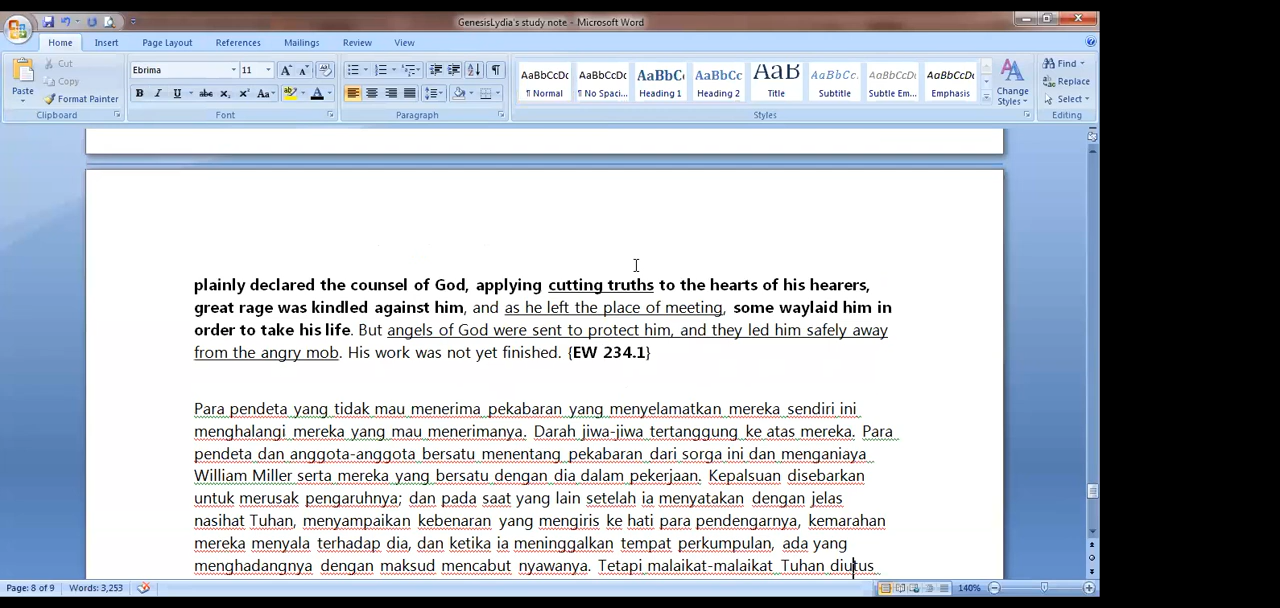 GenesisLydia's study note - Microsoft Word
Home Insert Page Layout References Mailings Review View
Cut
Copy
Format Painter
Paste
Clipboard
Ebrima 11
Font
Paragraph
AaBbCcDc AaBbCcDc AaBbC AaBbCc AaB AaBbCc. AaBbCcDc AaBbCcDc
¶ Normal ¶ No Spaci... Heading 1 Heading 2 Title Subtitle Subtle Em... Emphasis
Styles
Change Styles
Find
Replace
Select
Editing
plainly declared the counsel of God, applying cutting truths to the hearts of his hearers,
great rage was kindled against him, and as he left the place of meeting, some waylaid him in
order to take his life. But angels of God were sent to protect him, and they led him safely away
from the angry mob. His work was not yet finished. {EW 234.1}
Para pendeta yang tidak mau menerima pekabaran yang menyelamatkan mereka sendiri ini
menghalangi mereka yang mau menerimanya. Darah jiwa-jiwa tertanggung ke atas mereka. Para
pendeta dan anggota-anggota bersatu menentang pekabaran dari sorga ini dan menganiaya
William Miller serta mereka yang bersatu dengan dia dalam pekerjaan. Kepalsuan disebarkan
untuk merusak pengaruhnya, dan pada saat yang lain setelah ia menyatakan dengan jelas
nasihat Tuhan, menyampaikan kebenaran yang mengiris ke hati para pendengarnya, kemarahan
mereka menyala terhadap dia, dan ketika ia meninggalkan tempat perkumpulan, ada yang
menghadangnya dengan maksud mencabut nyawanya. Tetapi malaikat-malaikat Tuhan diutus
Page: 8 of 9 Words: 3,253 140%